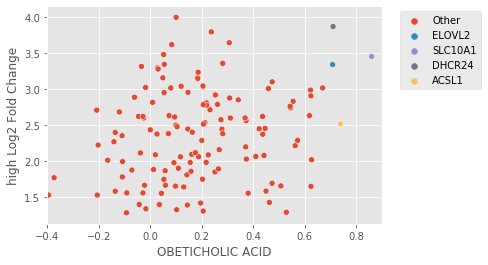 high Log2 Fold Change
4.0
3.5
3.0
2.5
2.0
1.5
−0.4 −0.2 0.0 0.2 0.4 0.6 0.8
OBETICHOLIC ACID
Other
ELOVL2
SLC10A1
DHCR24
ACSL1